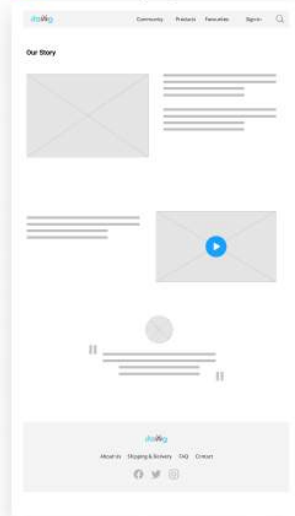 Community Products Favourites Sign in
Our Story
About Us Shipping & Delivery FAQ Contact